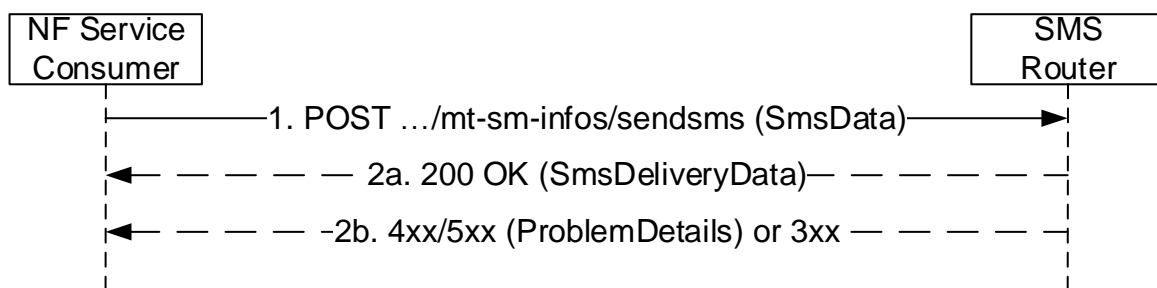 NF Service
Consumer
SMS
Router
1. POST …/mt-sm-infos/sendsms (SmsData)
2a. 200 OK (SmsDeliveryData)
2b. 4xx/5xx (ProblemDetails) or 3xx